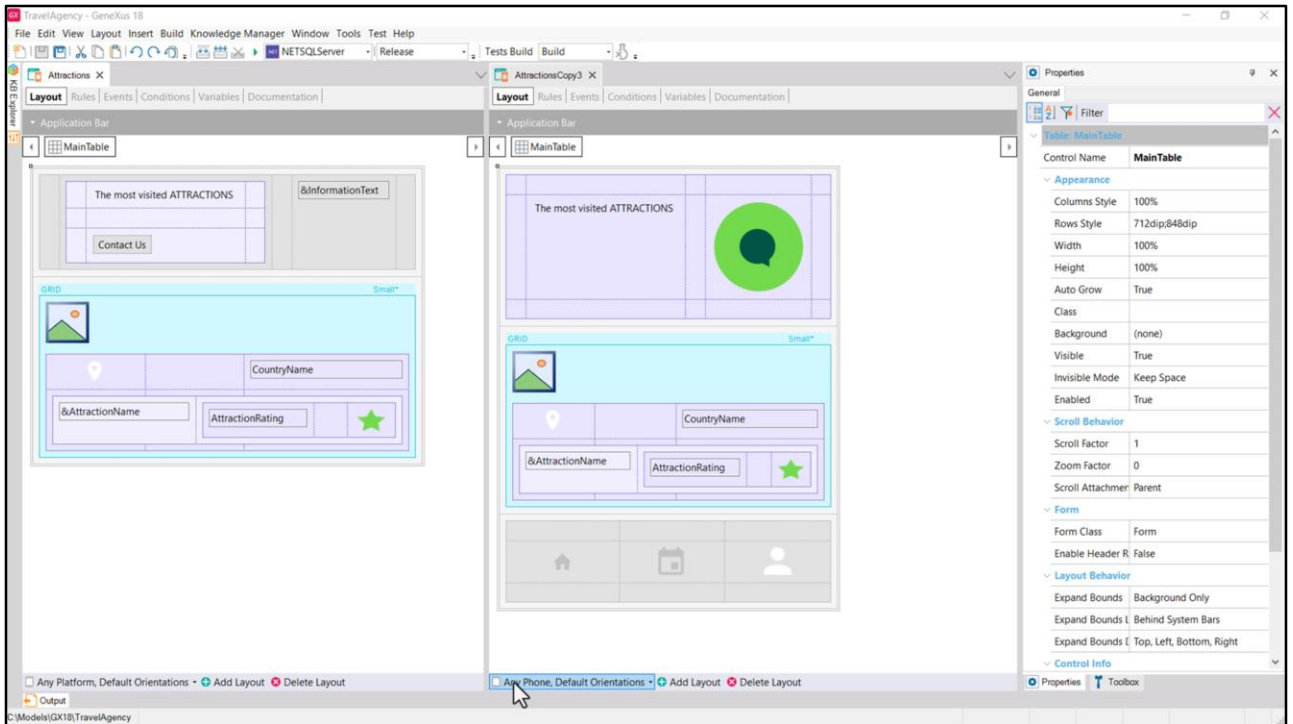 TravelAgency - GeneXus 18
File Edit View Layout Insert Build Knowledge Manager Window Tools Test Help
NETSQLServer Release Tests Build Build
KB Explorer
Attractions X
Layout Rules Events Conditions Variables Documentation
Application Bar
MainTable
The most visited ATTRACTIONS
&InformationText
Contact Us
GRID Small*
CountryName
&AttractionName
AttractionRating
Any Platform, Default Orientations Add Layout Delete Layout
AttractionsCopy3 X
Layout Rules Events Conditions Variables Documentation
Application Bar
MainTable
The most visited ATTRACTIONS
GRID Small*
CountryName
&AttractionName
AttractionRating
Any Phone, Default Orientations Add Layout Delete Layout
Properties
General
Filter
Table: MainTable
Control Name MainTable
Appearance
Columns Style 100%
Rows Style 712dip;848dip
Width 100%
Height 100%
Auto Grow True
Class
Background (none)
Visible True
Invisible Mode Keep Space
Enabled True
Scroll Behavior
Scroll Factor 1
Zoom Factor 0
Scroll Attachmer Parent
Form
Form Class Form
Enable Header R False
Layout Behavior
Expand Bounds Background Only
Expand Bounds L Behind System Bars
Expand Bounds [ Top, Left, Bottom, Right
Control Info
Properties Toolbox
Output
C:\Models\GX18\TravelAgency